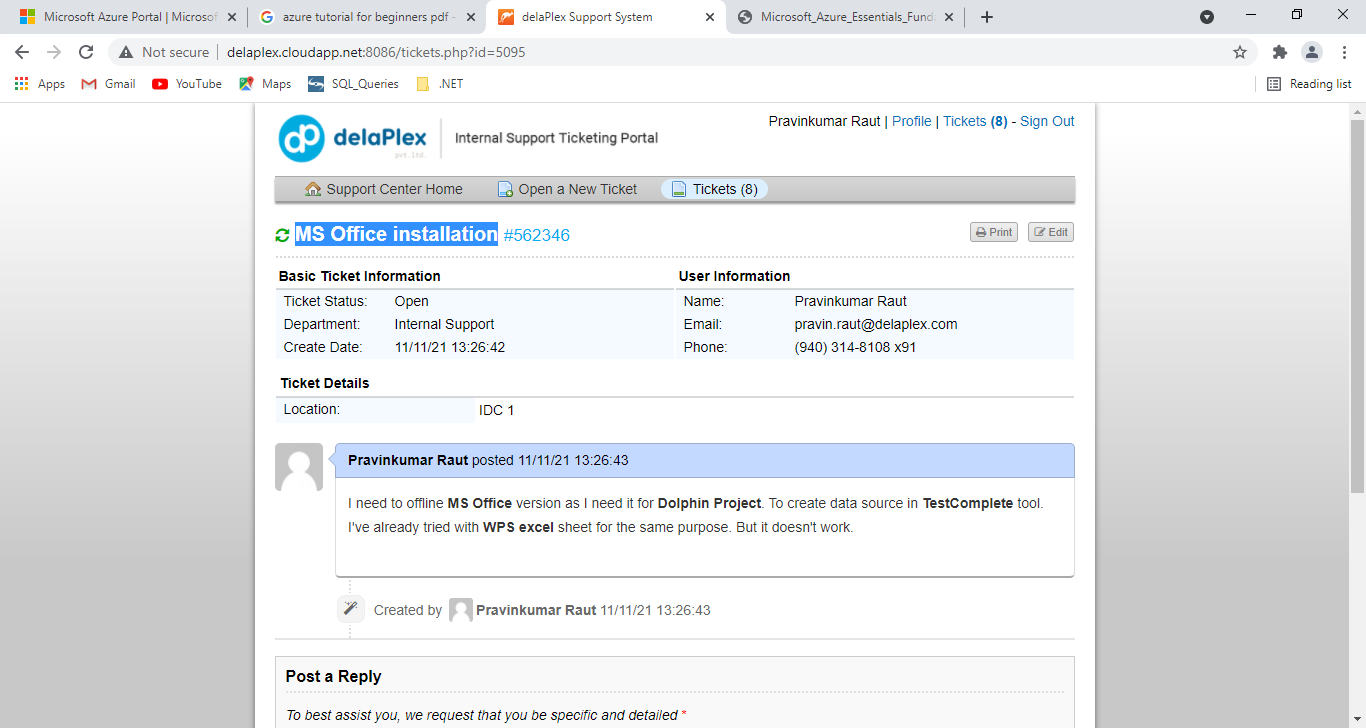 Microsoft Azure Portal | Microsof
azure tutorial for beginners pdf -
delaPlex Support System
Microsoft_Azure_Essentials_Fund
Not secure
delaplex.cloudapp.net:8086/tickets.php?id=5095
Apps
Gmail
YouTube
Maps
SQL_Queries
.NET
Reading list
dp delaPlex
pvt.ltd.
Internal Support Ticketing Portal
Pravinkumar Raut | Profile | Tickets (8) - Sign Out
Support Center Home
Open a New Ticket
Tickets (8)
MS Office installation #562346
Print
Edit
Basic Ticket Information
Ticket Status: Open
Department: Internal Support
Create Date: 11/11/21 13:26:42
User Information
Name: Pravinkumar Raut
Email: pravin.raut@delaplex.com
Phone: (940) 314-8108 x91
Ticket Details
Location: IDC 1
Pravinkumar Raut posted 11/11/21 13:26:43
I need to offline MS Office version as I need it for Dolphin Project. To create data source in TestComplete tool.
I've already tried with WPS excel sheet for the same purpose. But it doesn't work.
Created by Pravinkumar Raut 11/11/21 13:26:43
Post a Reply
To best assist you, we request that you be specific and detailed *